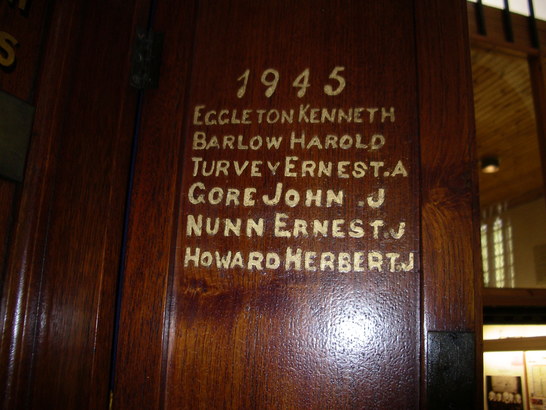 1945
EGGLETON KENNETH
BARLOW HAROLD
TURVEY ERNEST.A
GORE JOHN .J
NUNN ERNEST.J
HOWARD HERBERT.J